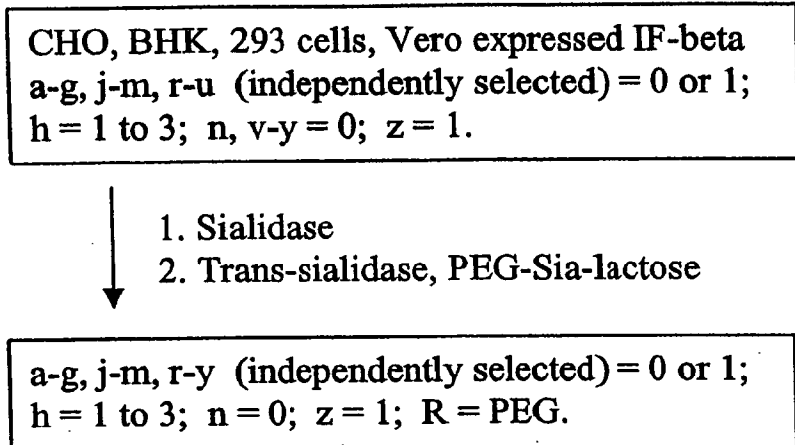 CHO, BHK, 293 cells, Vero expressed IF-beta
a-g, j-m, r-u (independently selected) = 0 or 1;
h = 1 to 3; n, v-y = 0; z = 1.
1. Sialidase
2. Trans-sialidase, PEG-Sia-lactose
a-g, j-m, r-y (independently selected) = 0 or 1;
h = 1 to 3; n = 0; z = 1; R = PEG.